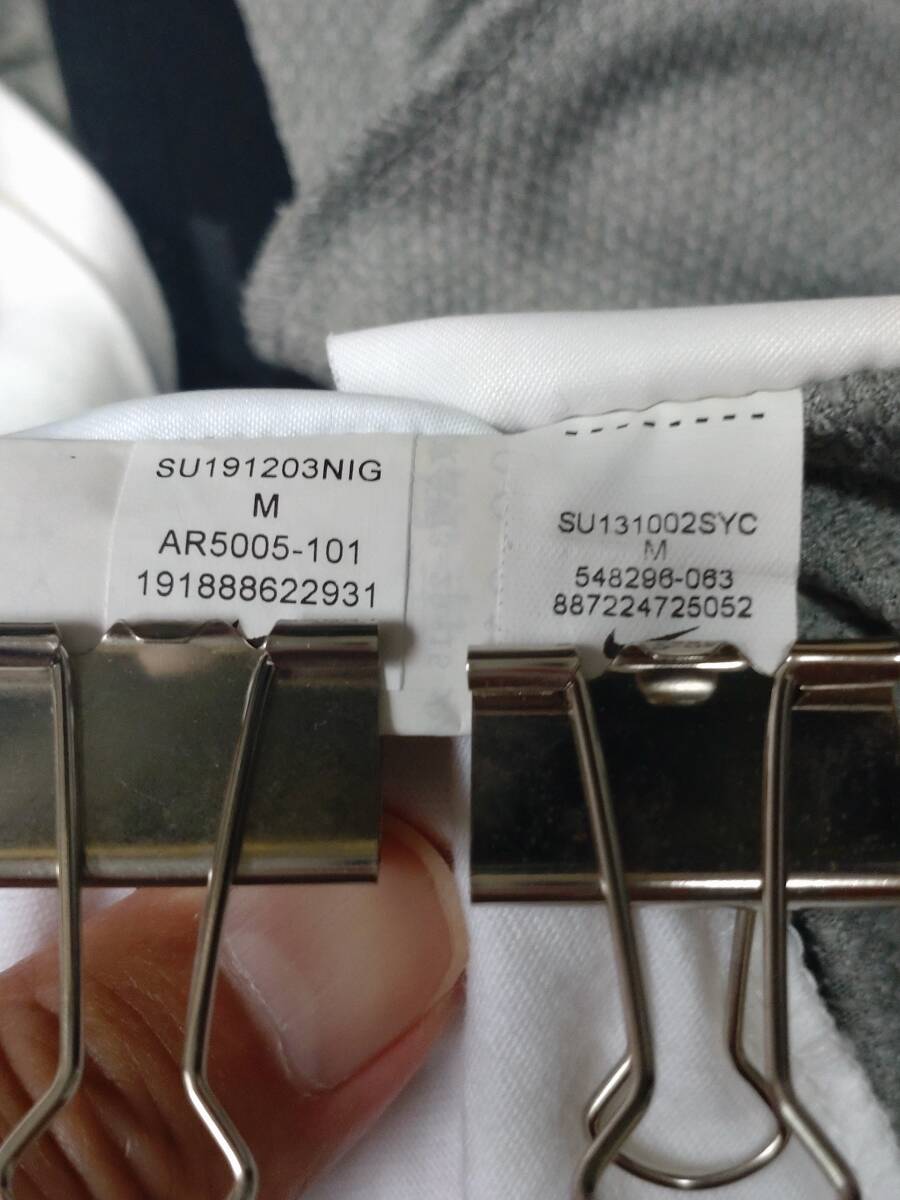 SU191203NIG
M
AR5005-101
191888622931
SU131002SYC
M
548296-063
887224725052